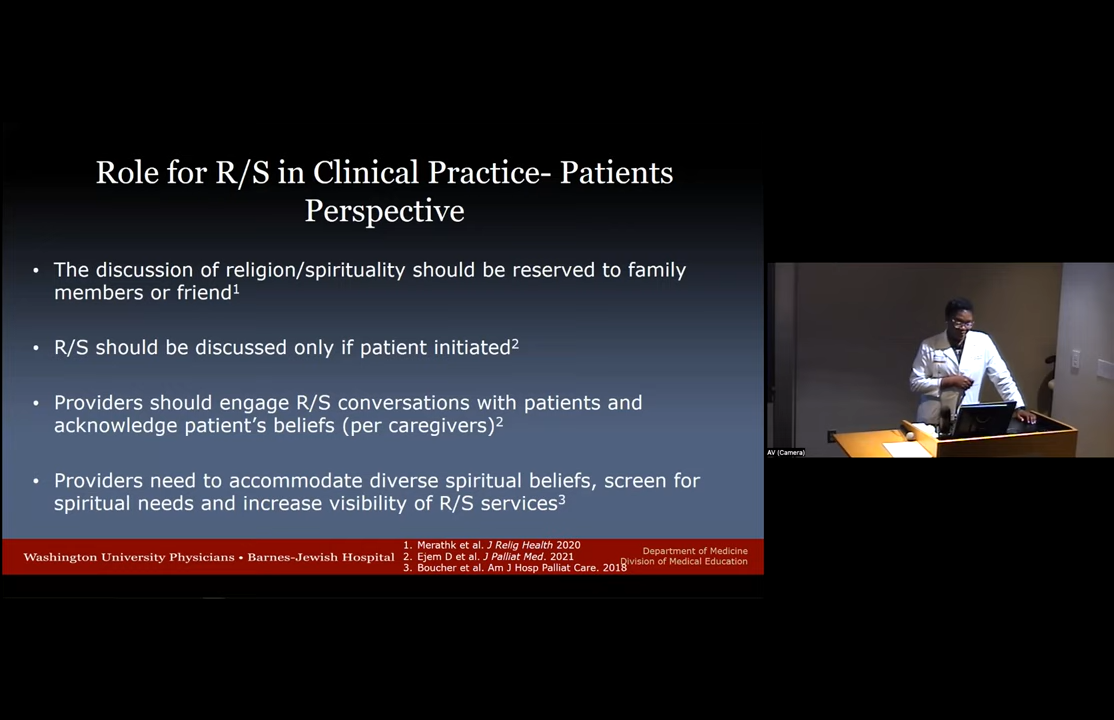 Role for R/S in Clinical Practice- Patients
Perspective
• The discussion of religion/spirituality should be reserved to family
members or friend1
• R/S should be discussed only if patient initiated2
• Providers should engage R/S conversations with patients and
acknowledge patient's beliefs (per caregivers)2
• Providers need to accommodate diverse spiritual beliefs, screen for
spiritual needs and increase visibility of R/S services3
Washington University Physicians • Barnes-Jewish Hospital
1. Merathk et al. J Relig Health 2020
2. Ejem D et al. J Palliat Med. 2021
3. Boucher et al. Am J Hosp Palliat Care. 2018
Department of Medicine
Division of Medical Education
AV (Camera)